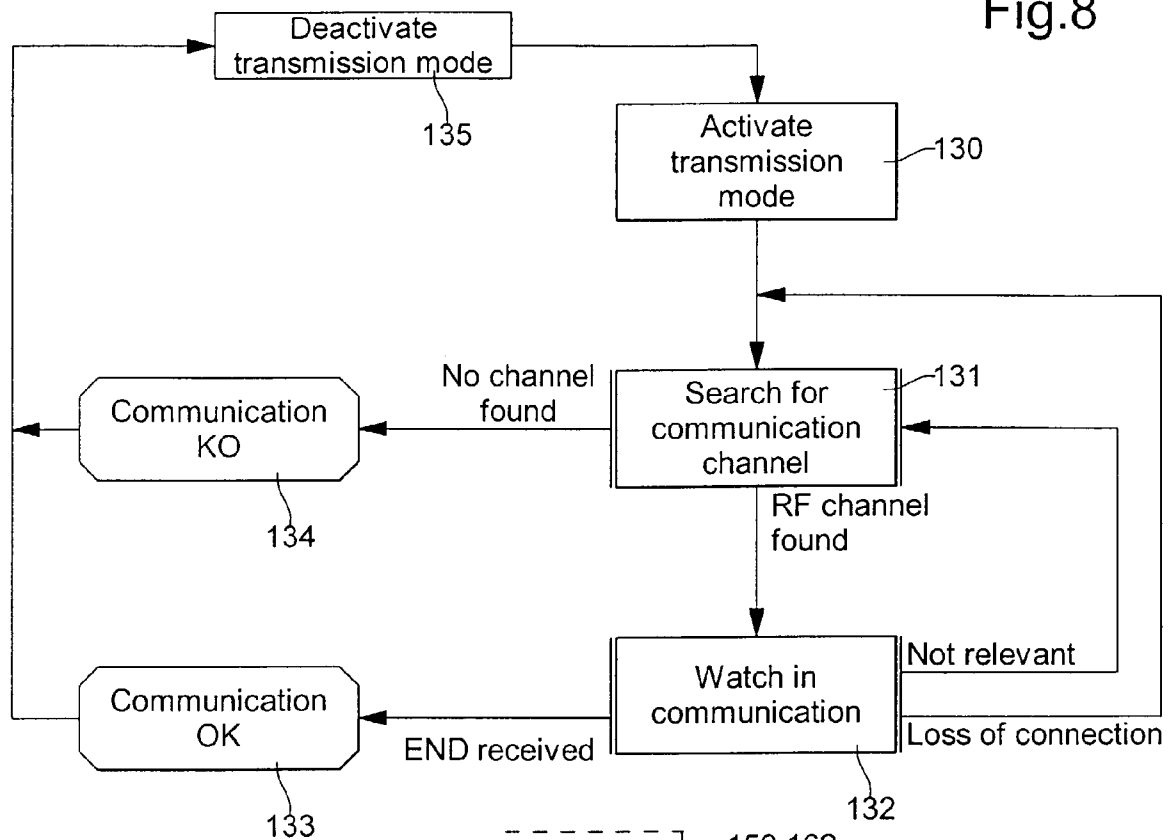 Fig.8
Deactivate
transmission mode
135
Activate
transmission
mode
130
Search for
communication
channel
131
No channel
found
Communication
KO
134
RF channel
found
Watch in
communication
132
Not relevant
Loss of connection
END received
Communication
OK
133